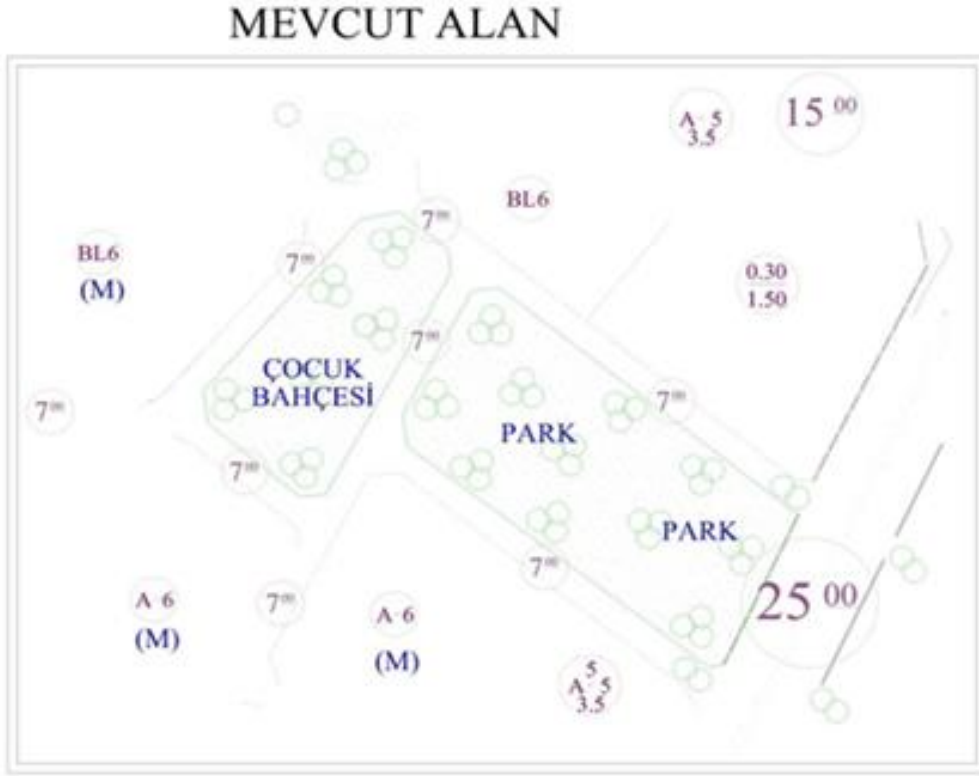 MEVCUT ALAN
A 5
3.5
15 00
BL6
7 00
BL6
(M)
7 00
0.30
1.50
7 00
ÇOCUK
BAHÇESİ
7 00
7 00
PARK
7 00
PARK
7 00
25 00
A 6
(M)
7 00
A 6
(M)
5
A 5
3.5